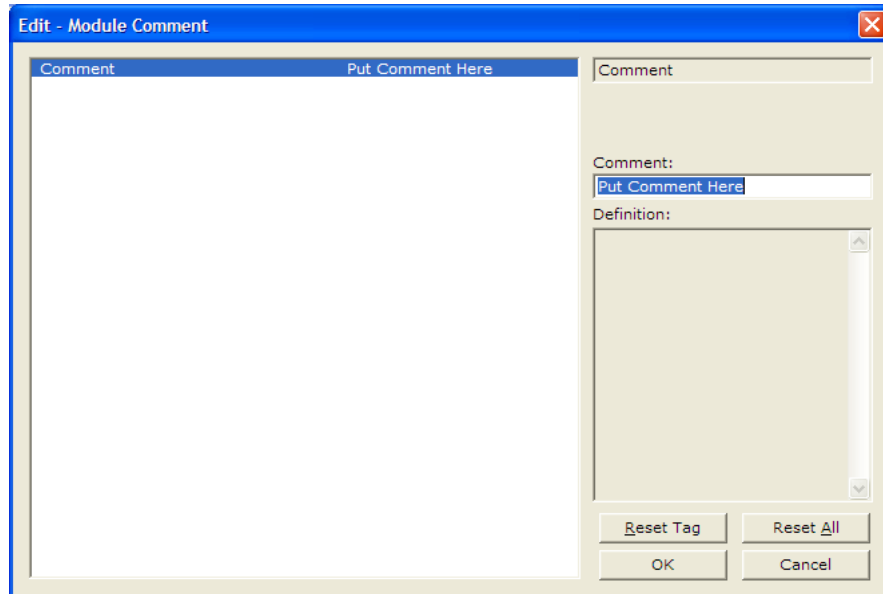 Edit - Module Comment
Comment Put Comment Here
Comment
Comment:
Put Comment Here
Definition:
Reset Tag Reset All
OK Cancel